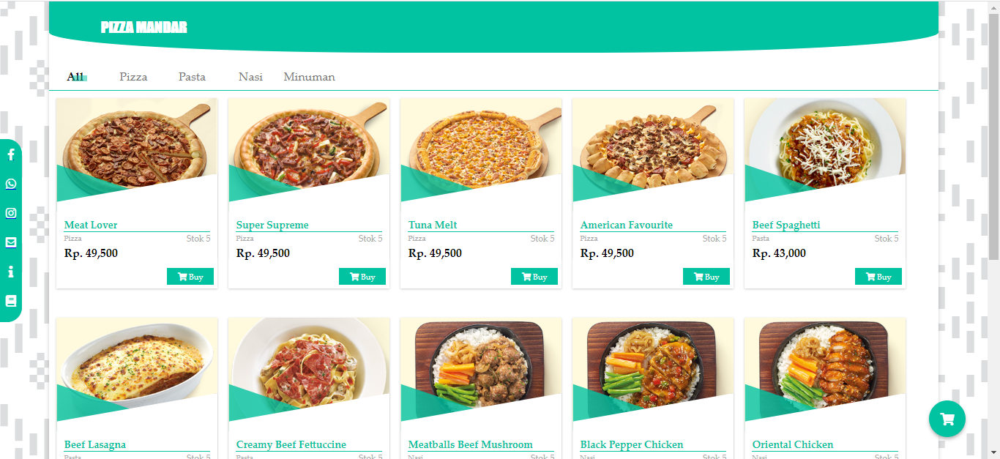 PIZZA MANDAR
All Pizza Pasta Nasi Minuman
Meat Lover
Pizza Stok 5
Rp. 49,500
Buy
Super Supreme
Pizza Stok 5
Rp. 49,500
Buy
Tuna Melt
Pizza Stok 5
Rp. 49,500
Buy
American Favourite
Pizza Stok 5
Rp. 49,500
Buy
Beef Spaghetti
Pasta Stok 5
Rp. 43,000
Buy
Beef Lasagna
Pasta Stok 5
Creamy Beef Fettuccine
Pasta Stok 5
Meatballs Beef Mushroom
Nasi Stok 5
Black Pepper Chicken
Nasi Stok 5
Oriental Chicken
Nasi Stok 5